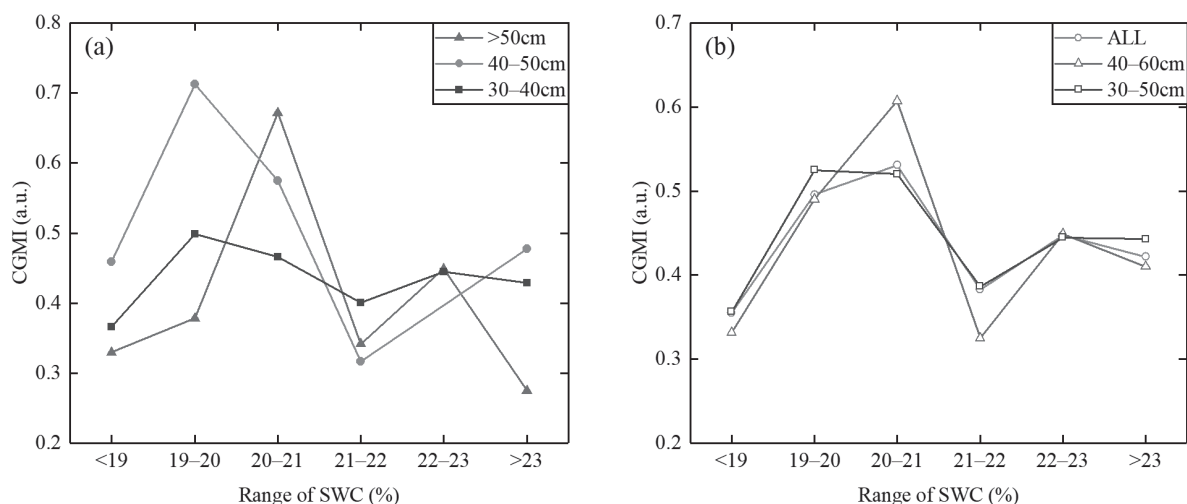 (a)
>50cm
40–50cm
30–40cm
CGMI (a.u.)
0.8
0.7
0.6
0.5
0.4
0.3
0.2
<19 19–20 20–21 21–22 22–23 >23
Range of SWC (%)
(b)
ALL
40–60cm
30–50cm
CGMI (a.u.)
0.7
0.6
0.5
0.4
0.3
0.2
<19 19–20 20–21 21–22 22–23 >23
Range of SWC (%)